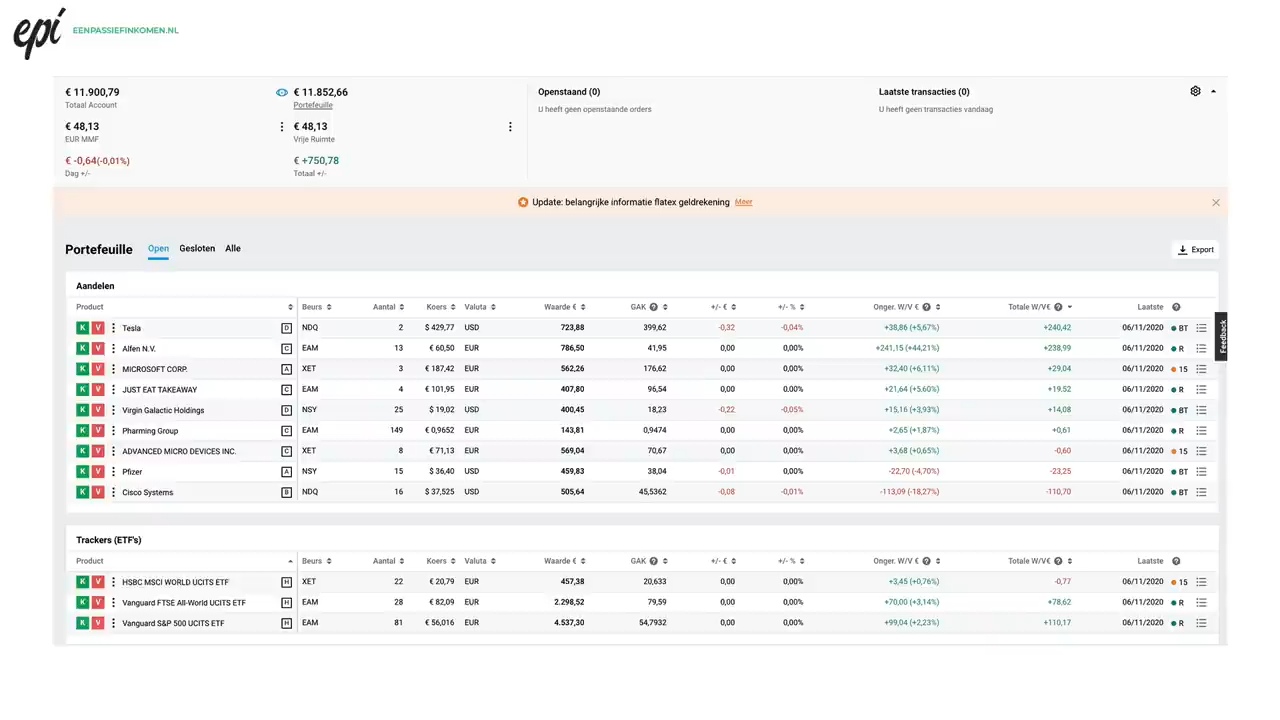 epi EENPASSIEFINKOMEN.NL
€ 11.900,79 € 11.852,66 Openstaand (0) Laatste transacties (0)
Totaal Account Portefeuille U heeft geen openstaande orders U heeft geen transacties vandaag
€ 48,13 € 48,13
EUR MMF Vrije Ruimte
€ -0,64(-0,01%) € +750,78
Dag +/- Totaal +/-
Update: belangrijke informatie flatex geldrekening Meer
Portefeuille Open Gesloten Alle Export
Aandelen
Product Beurs Aantal Koers Valuta Waarde € GAK +/- € +/- % Onger. W/V € Totale W/V€ Laatste
K V Tesla D NDQ 2 $ 429,77 USD 723,88 399,62 -0,32 -0,04% +38,86 (+5,67%) +240,42 06/11/2020 BT
K V Alfen N.V. C EAM 13 € 60,50 EUR 786,50 41,95 0,00 0,00% +241,15 (+44,21%) +238,99 06/11/2020 R
K V MICROSOFT CORP. A XET 3 € 187,42 EUR 562,26 176,62 0,00 0,00% +32,40 (+6,11%) +29,04 06/11/2020 15
K V JUST EAT TAKEAWAY C EAM 4 € 101,95 EUR 407,80 96,54 0,00 0,00% +21,64 (+5.60%) +19.52 06/11/2020 R
K V Virgin Galactic Holdings D NSY 25 $ 19,02 USD 400,45 18,23 -0,22 -0,05% +15,16 (+3,93%) +14,08 06/11/2020 BT
K V Pharming Group C EAM 149 € 0,9652 EUR 143,81 0,9474 0,00 0,00% +2,65 (+1,87%) +0,61 06/11/2020 R
K V ADVANCED MICRO DEVICES INC. C XET 8 € 71,13 EUR 569,04 70,67 0,00 0,00% +3,68 (+0,65%) -0,60 06/11/2020 15
K V Pfizer A NSY 15 $ 36,40 USD 459,83 38,04 -0,01 0,00% -22,70 (-4,70%) -23,25 06/11/2020 BT
K V Cisco Systems B NDQ 16 $ 37,525 USD 505,64 45,5362 -0,08 -0,01% -113,09 (-18,27%) -110,70 06/11/2020 BT
Feedback
Trackers (ETF's)
Product Beurs Aantal Koers Valuta Waarde € GAK +/- € +/- % Onger. W/V € Totale W/V€ Laatste
K V HSBC MSCI WORLD UCITS ETF H XET 22 € 20,79 EUR 457,38 20,633 0,00 0,00% +3,45 (+0,76%) -0,77 06/11/2020 15
K V Vanguard FTSE All-World UCITS ETF H EAM 28 € 82,09 EUR 2.298,52 79,59 0,00 0,00% +70,00 (+3,14%) +78,62 06/11/2020 R
K V Vanguard S&P 500 UCITS ETF H EAM 81 € 56,016 EUR 4.537,30 54,7932 0,00 0,00% +99,04 (+2,23%) +110,17 06/11/2020 R